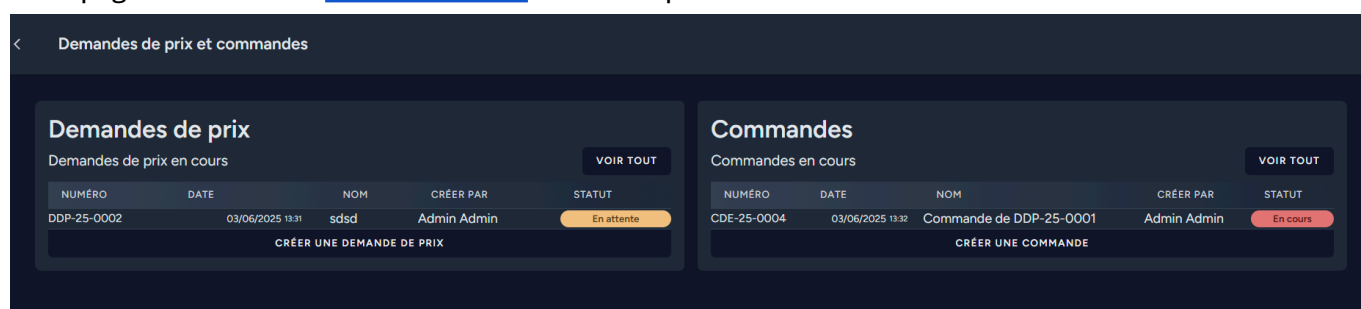 Demandes de prix et commandes
Demandes de prix
Demandes de prix en cours
VOIR TOUT
NUMÉRO DATE NOM CRÉER PAR STATUT
DDP-25-0002 03/06/2025 13:31 sdsd Admin Admin En attente
CRÉER UNE DEMANDE DE PRIX
Commandes
Commandes en cours
VOIR TOUT
NUMÉRO DATE NOM CRÉER PAR STATUT
CDE-25-0004 03/06/2025 13:32 Commande de DDP-25-0001 Admin Admin En cours
CRÉER UNE COMMANDE